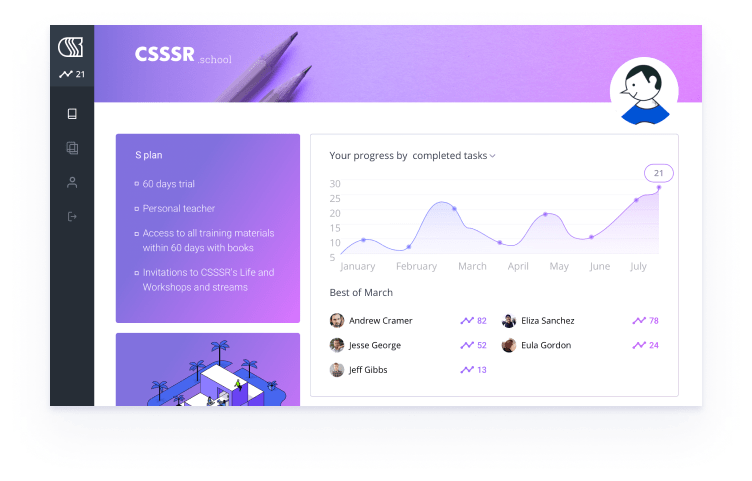 CSSSR .school
21
S plan
60 days trial
Personal teacher
Access to all training materials
within 60 days with books
Invitations to CSSSR's Life and
Workshops and streams
Your progress by completed tasks
21
30
25
20
15
10
5
January February March April May June July
Best of March
Andrew Cramer 82
Eliza Sanchez 78
Jesse George 52
Eula Gordon 24
Jeff Gibbs 13